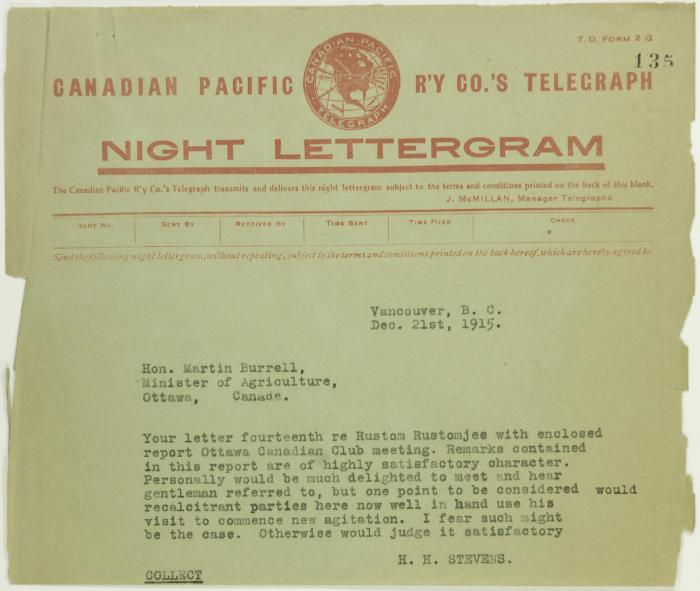 T. D. FORM 2 G
135
CANADIAN PACIFIC R'Y CO.'S TELEGRAPH
CANADIAN PACIFIC
TELEGRAPH
NIGHT LETTERGRAM
The Canadian Pacific R'y Co.'s Telegraph transmits and delivers this night lettergram subject to the terms and conditions printed on the back of this blank.
J. McMILLAN, Manager Telegraphs
SENT NO. SENT BY RECEIVED BY TIME SENT TIME FILED CHECK
Send the following night lettergram, without repeating, subject to the terms and conditions printed on the back hereof, which are hereby agreed to.
Vancouver, B. C.
Dec. 21st, 1915.
Hon. Martin Burrell,
Minister of Agriculture,
Ottawa, Canada.
Your letter fourteenth re Rustom Rustomjee with enclosed
report Ottawa Canadian Club meeting. Remarks contained
in this report are of highly satisfactory character.
Personally would be much delighted to meet and hear
gentleman referred to, but one point to be considered would
recalcitrant parties here now well in hand use his
visit to commence new agitation. I fear such might
be the case. Otherwise would judge it satisfactory
H. H. STEVENS.
COLLECT